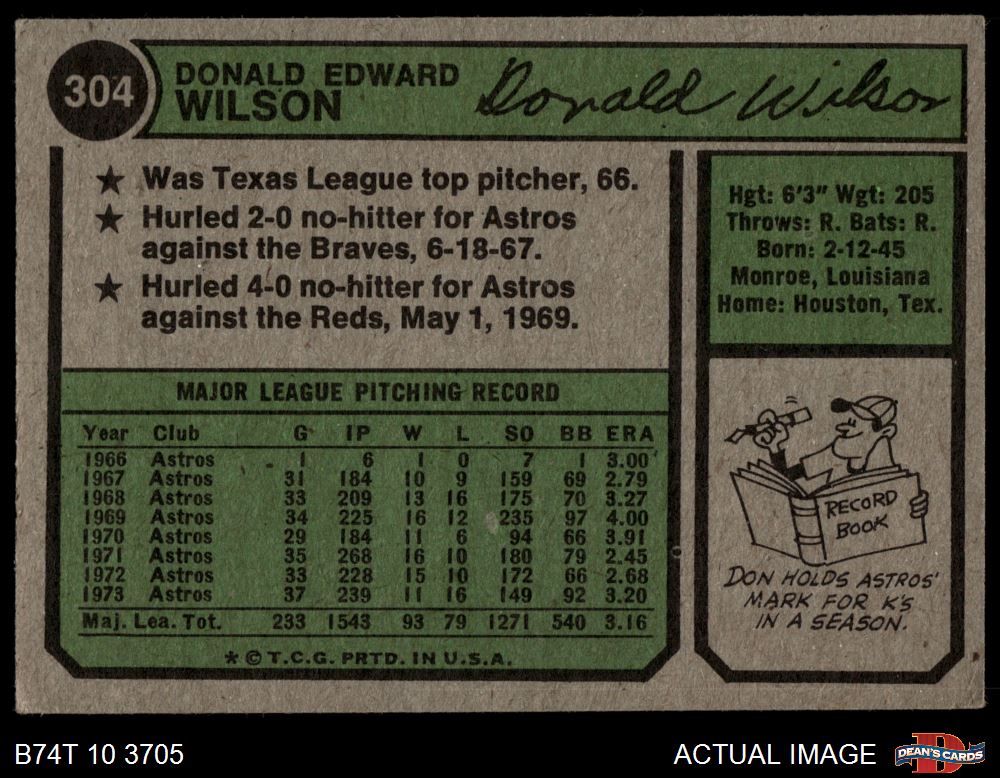 304
DONALD EDWARD
WILSON
Donald Wilson
★ Was Texas League top pitcher, 66.
★ Hurled 2-0 no-hitter for Astros
against the Braves, 6-18-67.
★ Hurled 4-0 no-hitter for Astros
against the Reds, May 1, 1969.
Hgt: 6'3" Wgt: 205
Throws: R. Bats: R.
Born: 2-12-45
Monroe, Louisiana
Home: Houston, Tex.
MAJOR LEAGUE PITCHING RECORD
Year Club G IP W L SO BB ERA
1966 Astros 1 6 1 0 7 1 3.00
1967 Astros 31 184 10 9 159 69 2.79
1968 Astros 33 209 13 16 175 70 3.27
1969 Astros 34 225 16 12 235 97 4.00
1970 Astros 29 184 11 6 94 66 3.91
1971 Astros 35 268 16 10 180 79 2.45
1972 Astros 33 228 15 10 172 66 2.68
1973 Astros 37 239 11 16 149 92 3.20
Maj. Lea. Tot. 233 1543 93 79 1271 540 3.16
* © T.C.G. PRTD. IN U.S.A.
RECORD
BOOK
DON HOLDS ASTROS'
MARK FOR K'S
IN A SEASON.
B74T 10 3705
ACTUAL IMAGE
DEAN'S CARDS